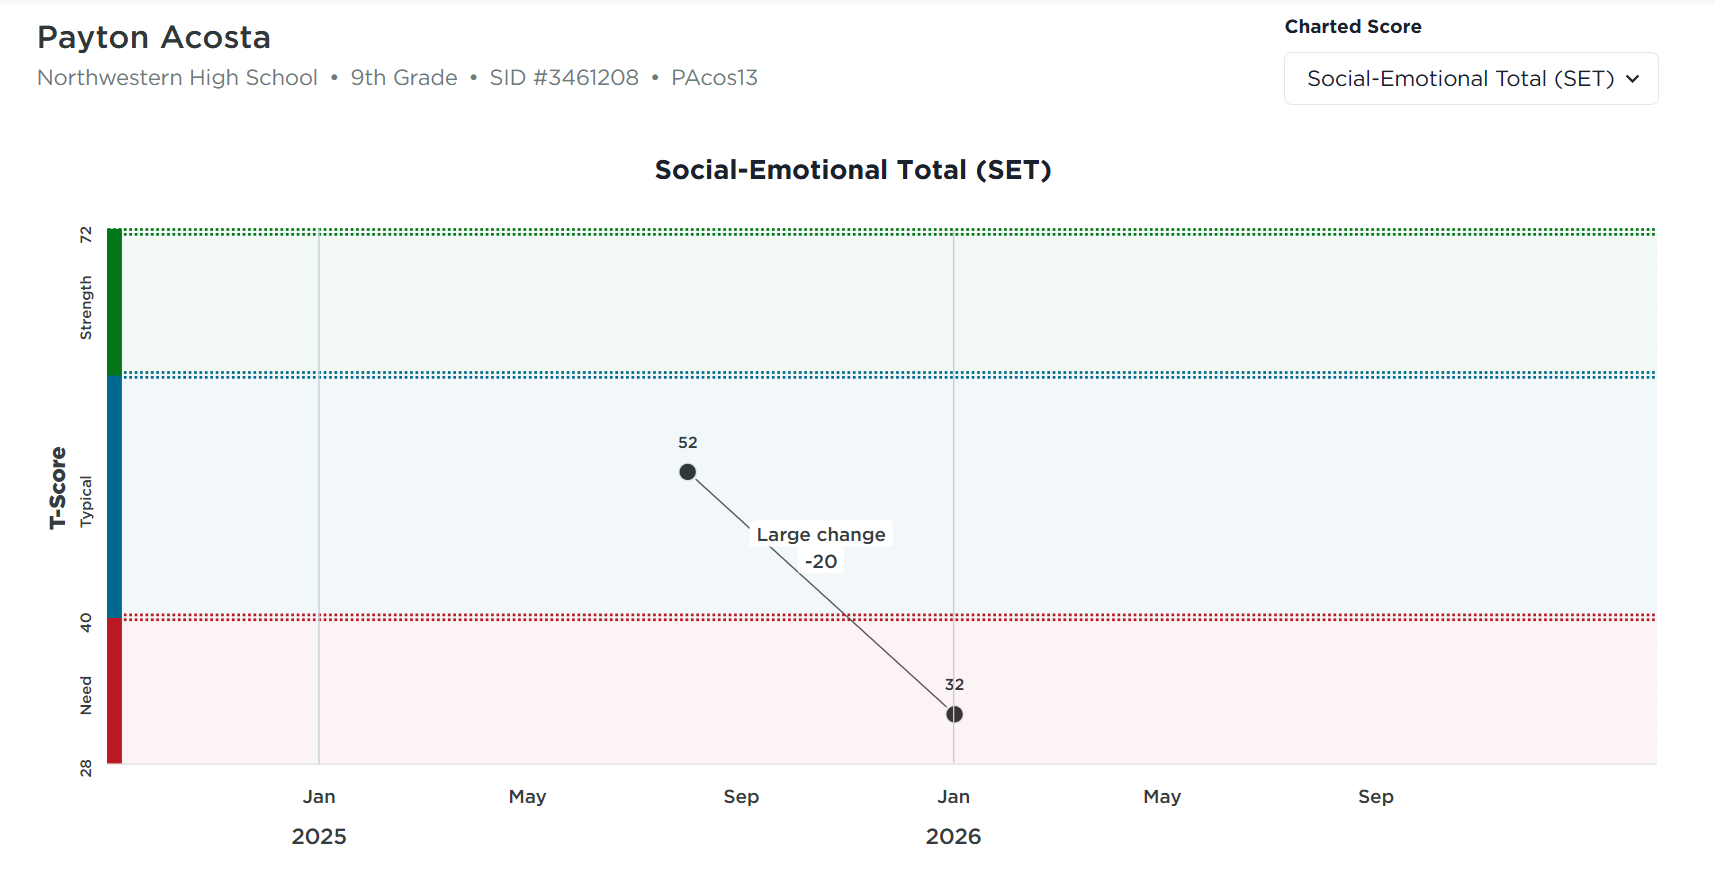 Payton Acosta
Northwestern High School • 9th Grade • SID #3461208 • PAcos13
Charted Score
Social-Emotional Total (SET)
Social-Emotional Total (SET)
T-Score
72
Strength
Typical
40
Need
28
52
Large change
-20
32
Jan
May
Sep
Jan
May
Sep
2025
2026